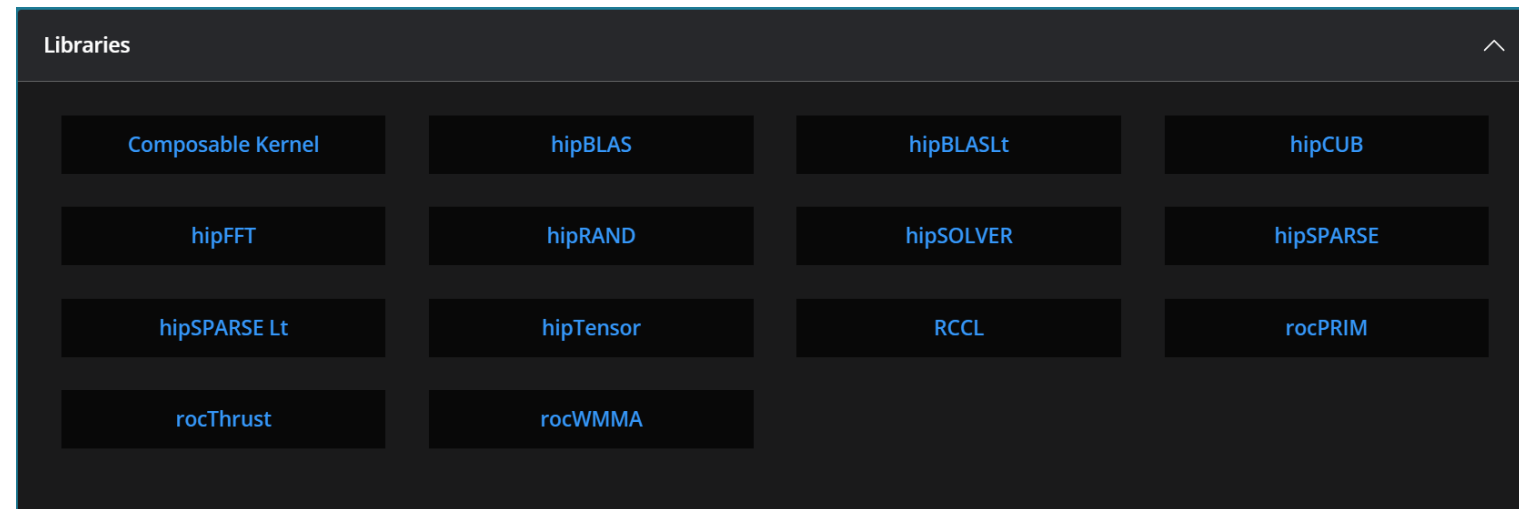 Libraries
Composable Kernel hipBLAS hipBLASLt hipCUB
hipFFT hipRAND hipSOLVER hipSPARSE
hipSPARSE Lt hipTensor RCCL rocPRIM
rocThrust rocWMMA